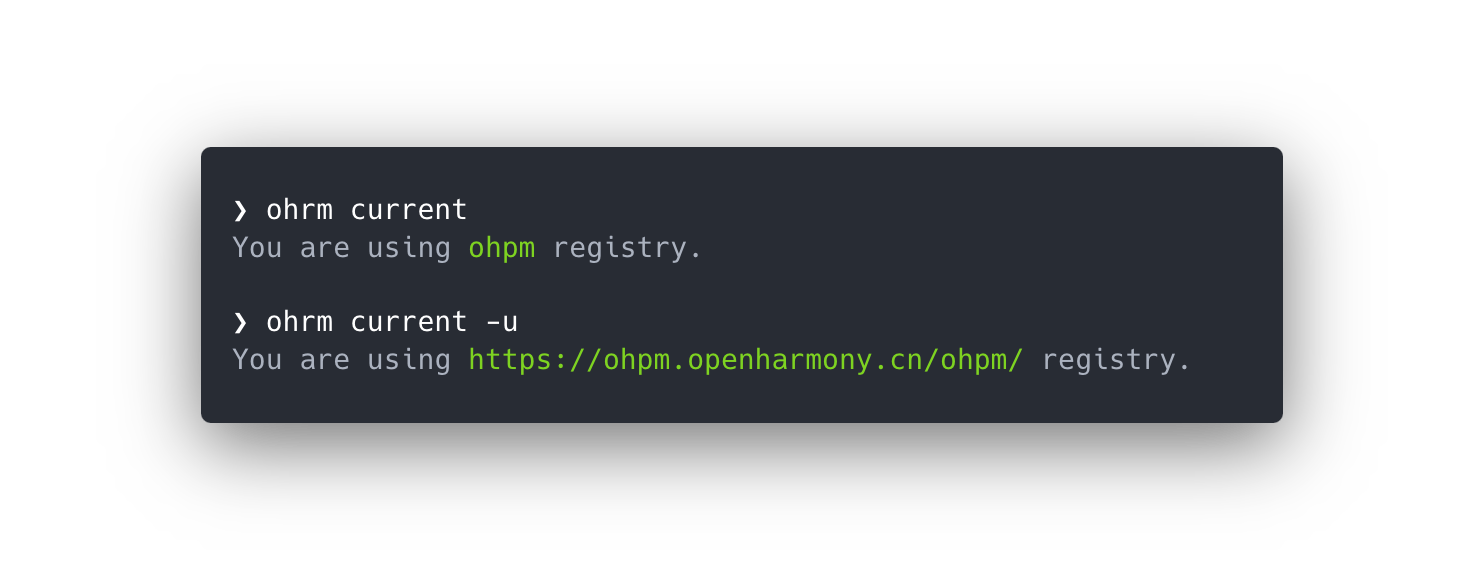 ❯ ohrm current
You are using ohpm registry.
❯ ohrm current -u
You are using https://ohpm.openharmony.cn/ohpm/ registry.